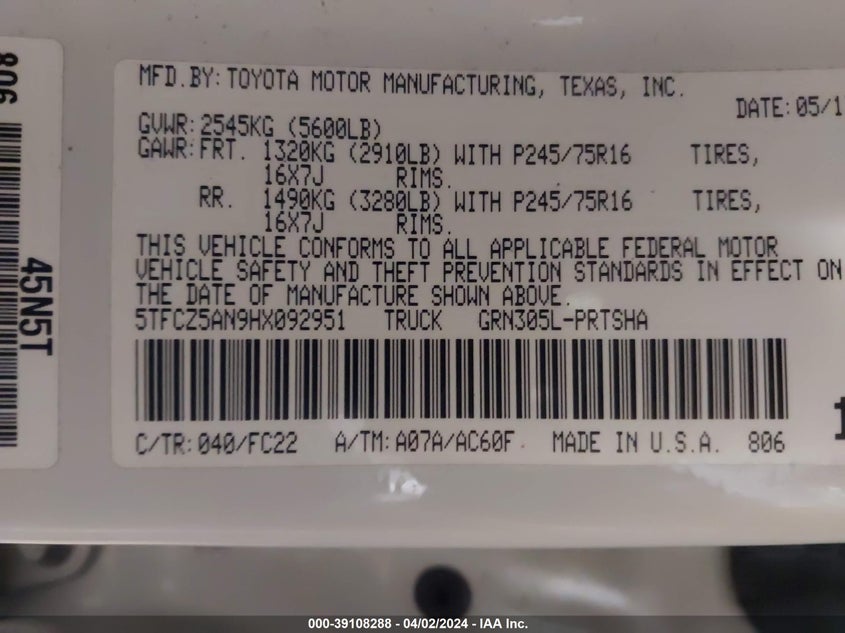 MFD.BY:TOYOTA MOTOR MANUFACTURING, TEXAS, INC.
DATE:05/1
GVWR:2545KG (5600LB)
GAWR:FRT. 1320KG (2910LB) WITH P245/75R16 TIRES,
16X7J RIMS.
RR. 1490KG (3280LB) WITH P245/75R16 TIRES,
16X7J RIMS.
THIS VEHICLE CONFORMS TO ALL APPLICABLE FEDERAL MOTOR
VEHICLE SAFETY AND THEFT PREVENTION STANDARDS IN EFFECT ON
THE DATE OF MANUFACTURE SHOWN ABOVE.
5TFCZ5AN9HX092951 TRUCK GRN305L-PRTSHA
C/TR:040/FC22 A/TM:A07A/AC60F MADE IN U.S.A. 806
806
45N5T
000-39108288 - 04/02/2024 - IAA Inc.